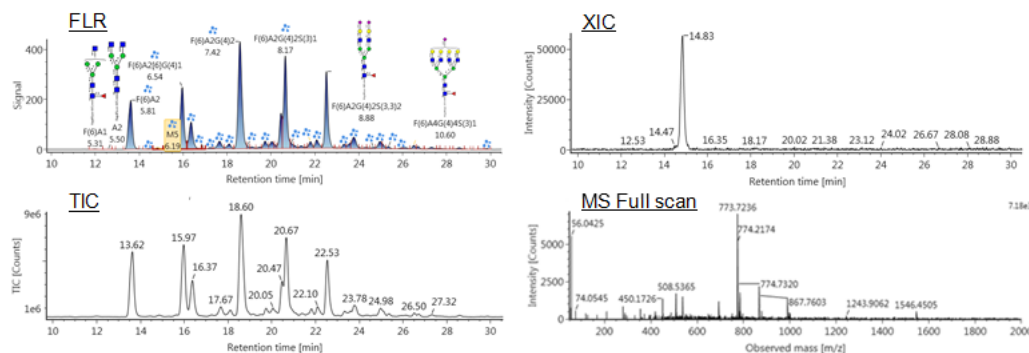 FLR
F(6)A2G(4)2
7.42
F(6)A2G(4)2S(3)1
8.17
F(6)A2[6]G(4)1
6.54
F(6)A2
5.81
F(6)A1
5.31
A2
5.50
M5
6.19
F(6)A2G(4)2S(3,3)2
8.88
F(6)A4G(4)4S(3)1
10.60
Signal
400
200
0
10 12 14 16 18 20 22 24 26 28 30
Retention time [min]
XIC
Intensity [Counts]
50000
25000
0
12.53
14.47
14.83
16.35
18.17
20.02
21.38
23.12
24.02
26.67
28.08
28.88
10 12 14 16 18 20 22 24 26 28 30
Retention time [min]
TIC
TIC [Counts]
9e6
1e6
13.62
15.97
16.37
17.67
18.60
20.05
20.47
20.67
22.10
22.53
23.78
24.98
26.50
27.32
10 12 14 16 18 20 22 24 26 28 30
Retention time [min]
MS Full scan
7.18e
Intensity [Counts]
5000
2500
0
56.0425
74.0545
450.1726
508.5365
773.7236
774.2174
774.7320
867.7603
1243.9062
1546.4505
200 400 600 800 1000 1200 1400 1600 1800 2000
Observed mass [m/z]